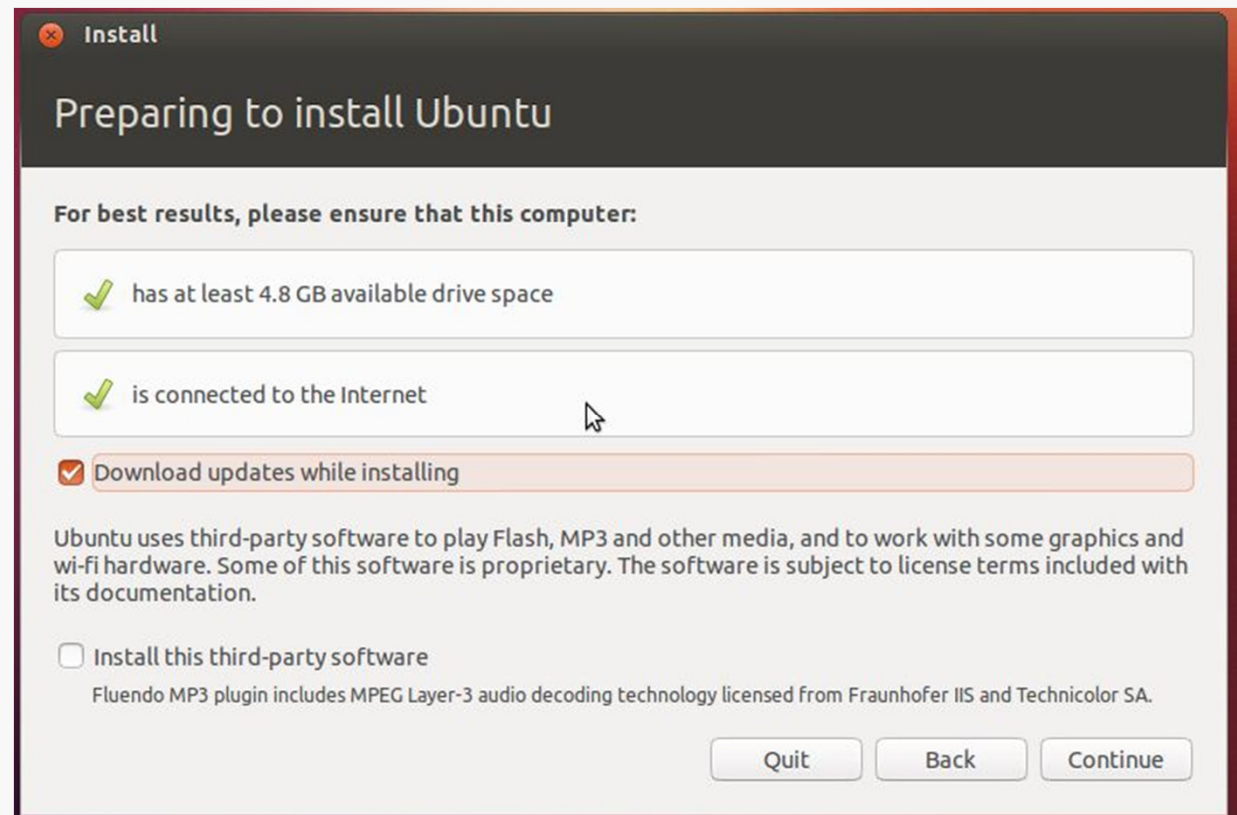 Install
Preparing to install Ubuntu
For best results, please ensure that this computer:
has at least 4.8 GB available drive space
is connected to the Internet
Download updates while installing
Ubuntu uses third-party software to play Flash, MP3 and other media, and to work with some graphics and
wi-fi hardware. Some of this software is proprietary. The software is subject to license terms included with
its documentation.
Install this third-party software
Fluendo MP3 plugin includes MPEG Layer-3 audio decoding technology licensed from Fraunhofer IIS and Technicolor SA.
Quit Back Continue